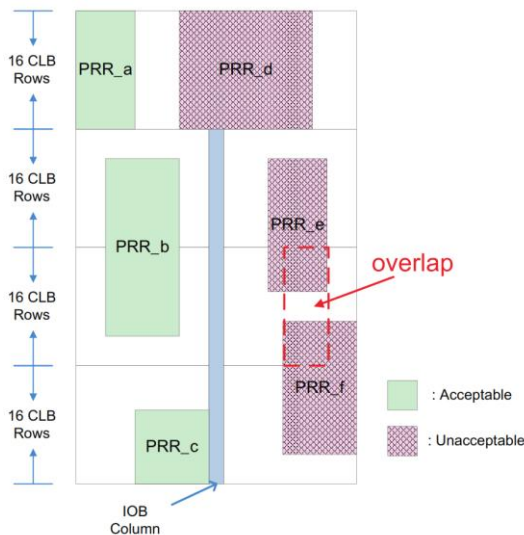 16 CLB
Rows
PRR_a
PRR_d
16 CLB
Rows
PRR_b
PRR_e
overlap
16 CLB
Rows
PRR_f
16 CLB
Rows
PRR_c
: Acceptable
: Unacceptable
IOB
Column